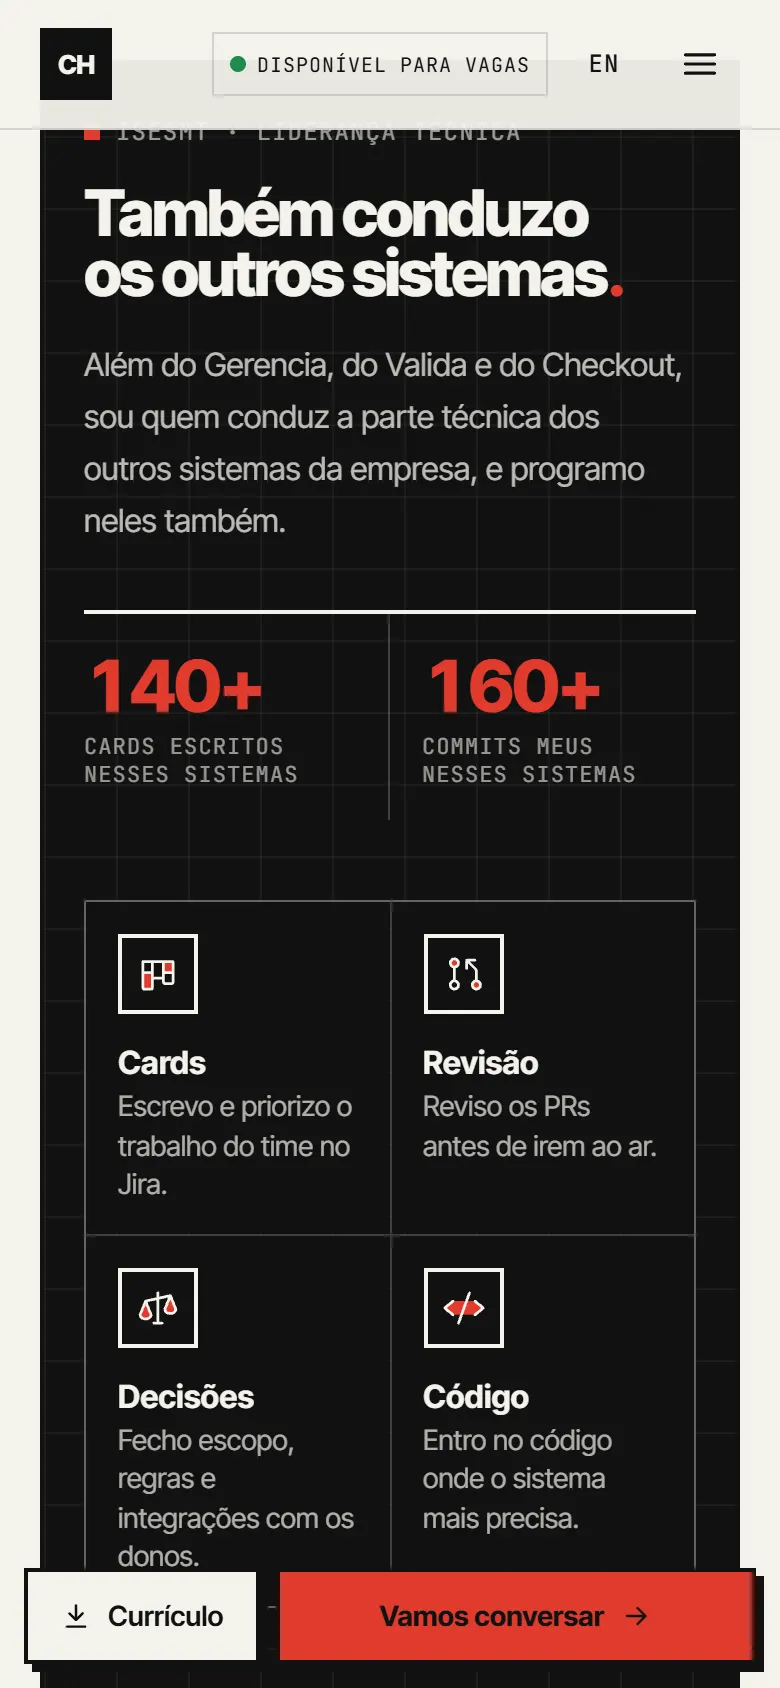 CH
DISPONÍVEL PARA VAGAS
EN
ISESMT · LIDERANÇA TÉCNICA
Também conduzo
os outros sistemas.
Além do Gerencia, do Valida e do Checkout,
sou quem conduz a parte técnica dos
outros sistemas da empresa, e programo
neles também.
140+
CARDS ESCRITOS
NESSES SISTEMAS
160+
COMMITS MEUS
NESSES SISTEMAS
Cards
Escrevo e priorizo o
trabalho do time no
Jira.
Revisão
Reviso os PRs
antes de irem ao ar.
Decisões
Fecho escopo,
regras e
integrações com os
donos.
Código
Entro no código
onde o sistema
mais precisa.
Currículo
Vamos conversar →